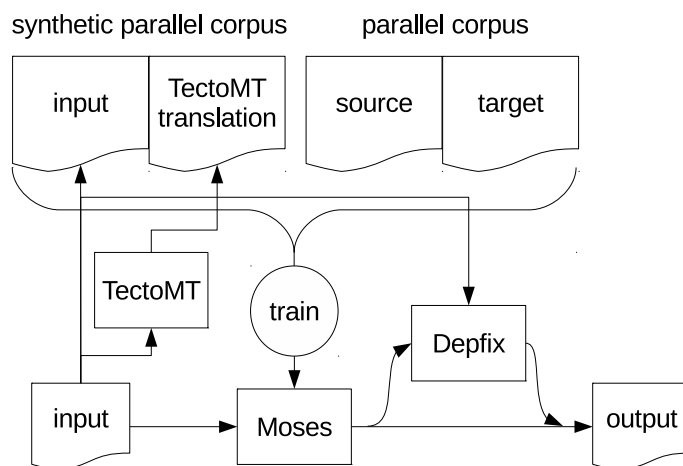 synthetic parallel corpus
parallel corpus
input
TectoMT
translation
source
target
TectoMT
train
Depfix
input
Moses
output